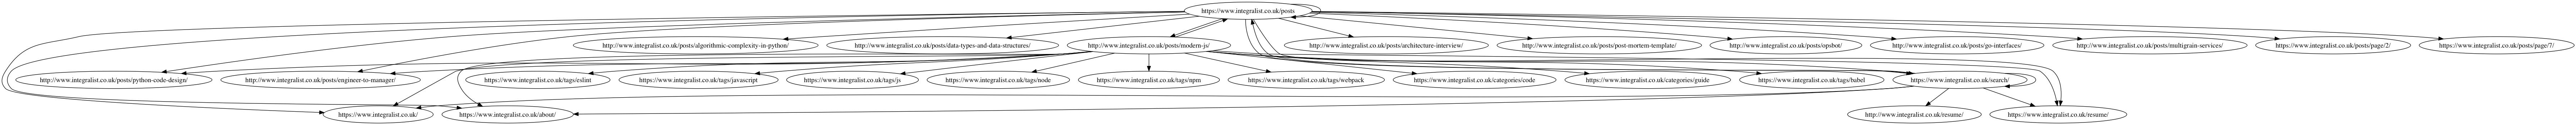 https://www.integralist.co.uk/posts
http://www.integralist.co.uk/posts/algorithmic-complexity-in-python/
http://www.integralist.co.uk/posts/data-types-and-data-structures/
http://www.integralist.co.uk/posts/modern-js/
http://www.integralist.co.uk/posts/architecture-interview/
http://www.integralist.co.uk/posts/post-mortem-template/
http://www.integralist.co.uk/posts/opsbot/
http://www.integralist.co.uk/posts/go-interfaces/
http://www.integralist.co.uk/posts/multigrain-services/
https://www.integralist.co.uk/posts/page/2/
https://www.integralist.co.uk/posts/page/7/
http://www.integralist.co.uk/posts/python-code-design/
http://www.integralist.co.uk/posts/engineer-to-manager/
https://www.integralist.co.uk/tags/eslint
https://www.integralist.co.uk/tags/javascript
https://www.integralist.co.uk/tags/js
https://www.integralist.co.uk/tags/node
https://www.integralist.co.uk/tags/npm
https://www.integralist.co.uk/tags/webpack
https://www.integralist.co.uk/categories/code
https://www.integralist.co.uk/categories/guide
https://www.integralist.co.uk/tags/babel
https://www.integralist.co.uk/search/
https://www.integralist.co.uk/
https://www.integralist.co.uk/about/
http://www.integralist.co.uk/resume/
https://www.integralist.co.uk/resume/